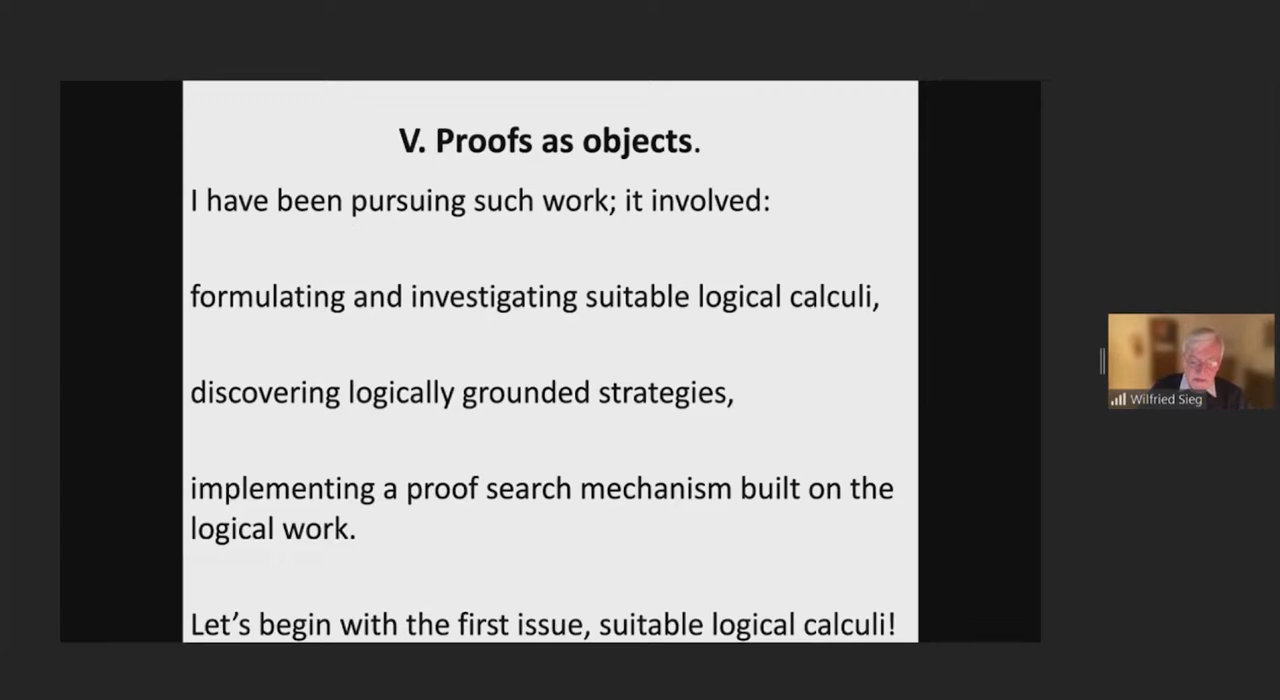 V. Proofs as objects.
I have been pursuing such work; it involved:
formulating and investigating suitable logical calculi,
discovering logically grounded strategies,
implementing a proof search mechanism built on the
logical work.
Let’s begin with the first issue, suitable logical calculi!
Wilfried Sieg